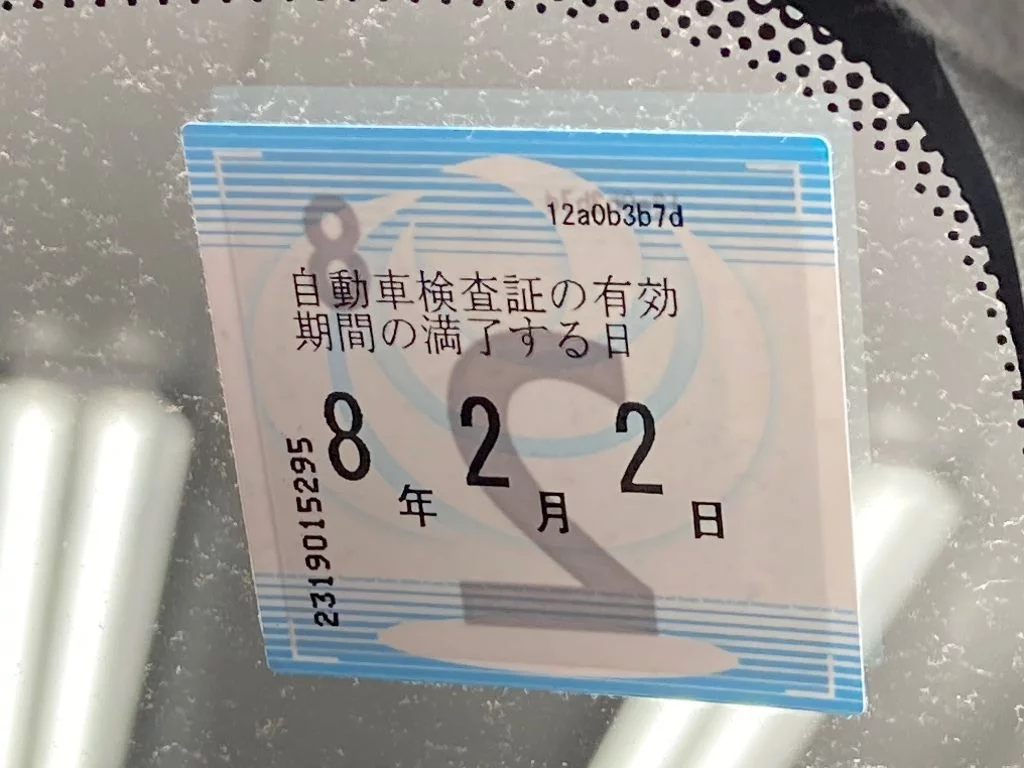 12a0b3b7d
自動車検査証の有効
期間の満了する日
8年 2月 2日
2319015295